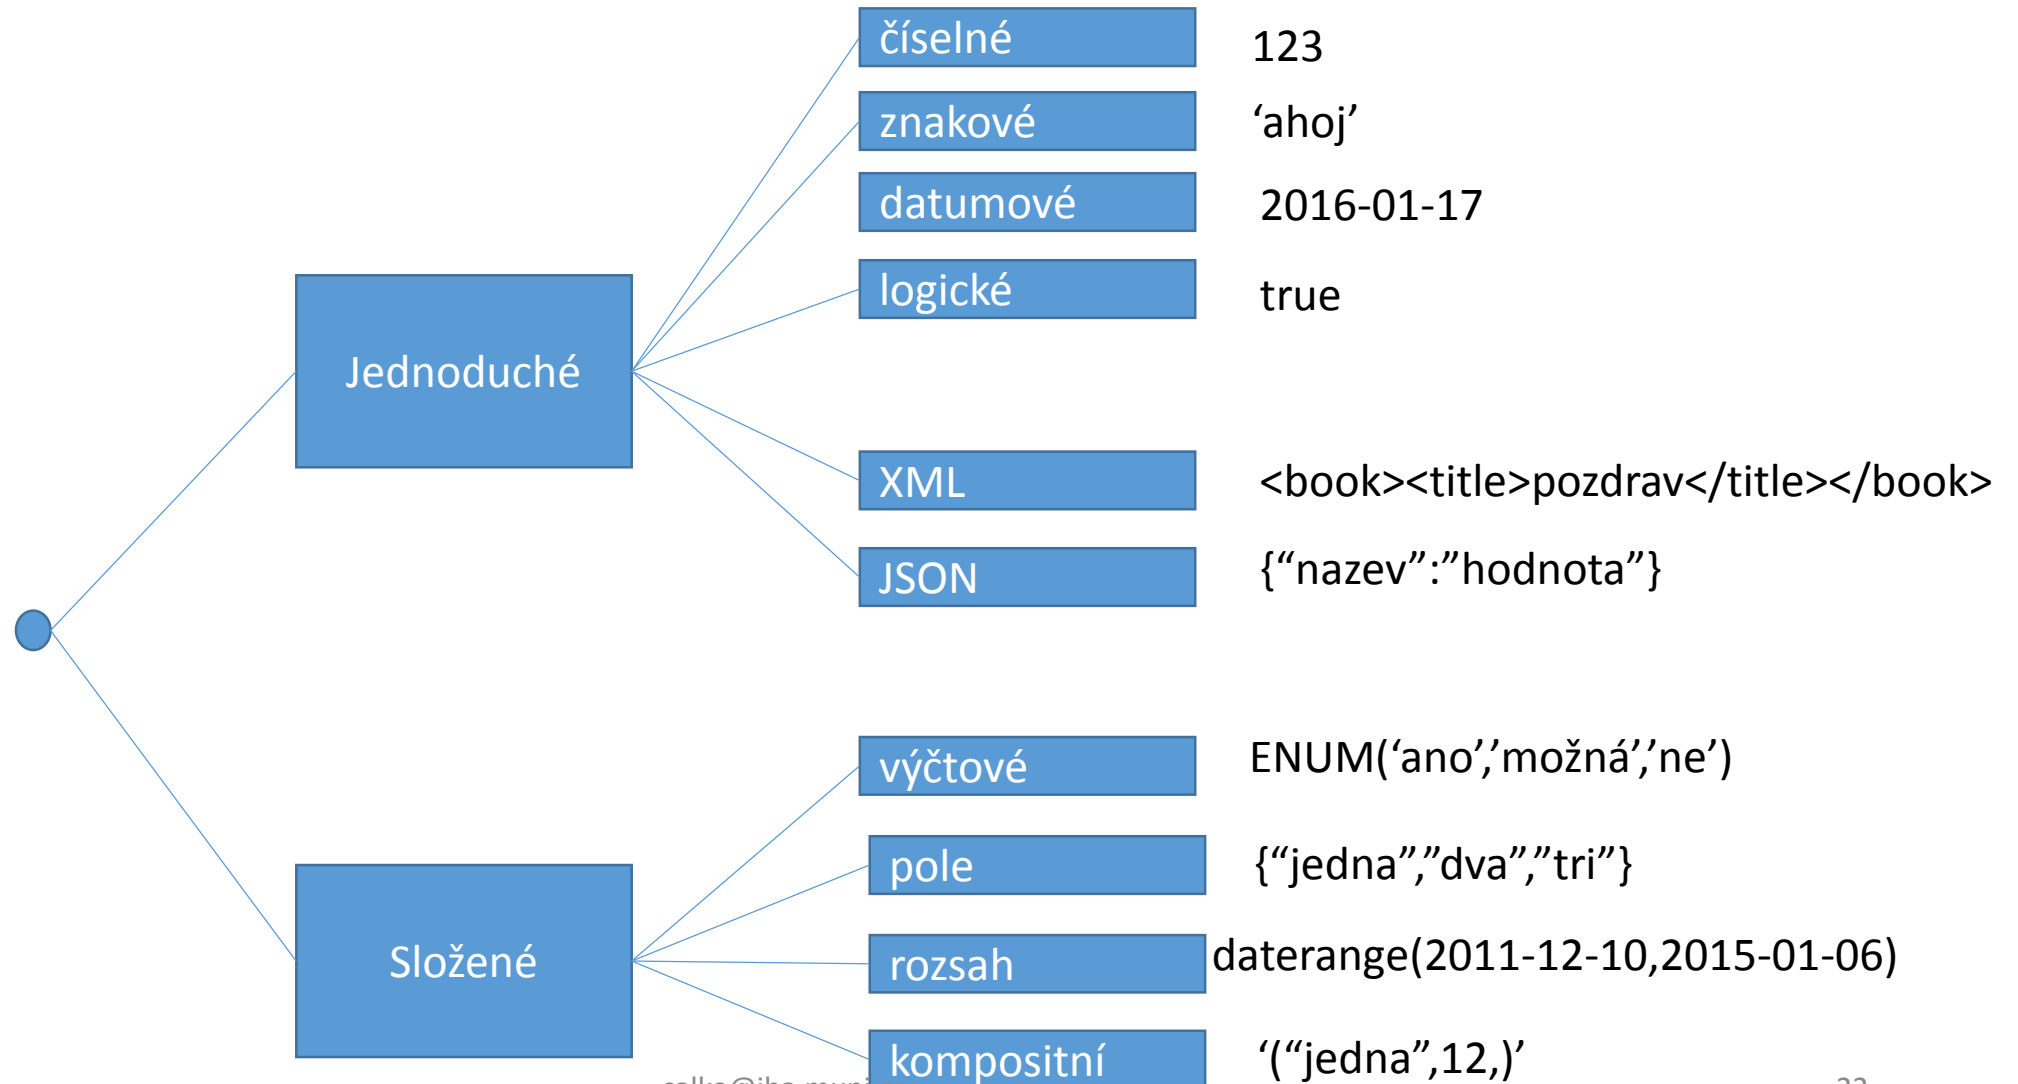 číselné
123
znakové
‘ahoj’
datumové
2016-01-17
logické
true
Jednoduché
XML
<book><title>pozdrav</title></book>
JSON
{“nazev”:”hodnota”}
výčtové
ENUM(‘ano’,’možná’,’ne’)
pole
{“jedna”,”dva”,”tri”}
Složené
rozsah
daterange(2011-12-10,2015-01-06)
kompositní
‘(“jedna”,12,)’